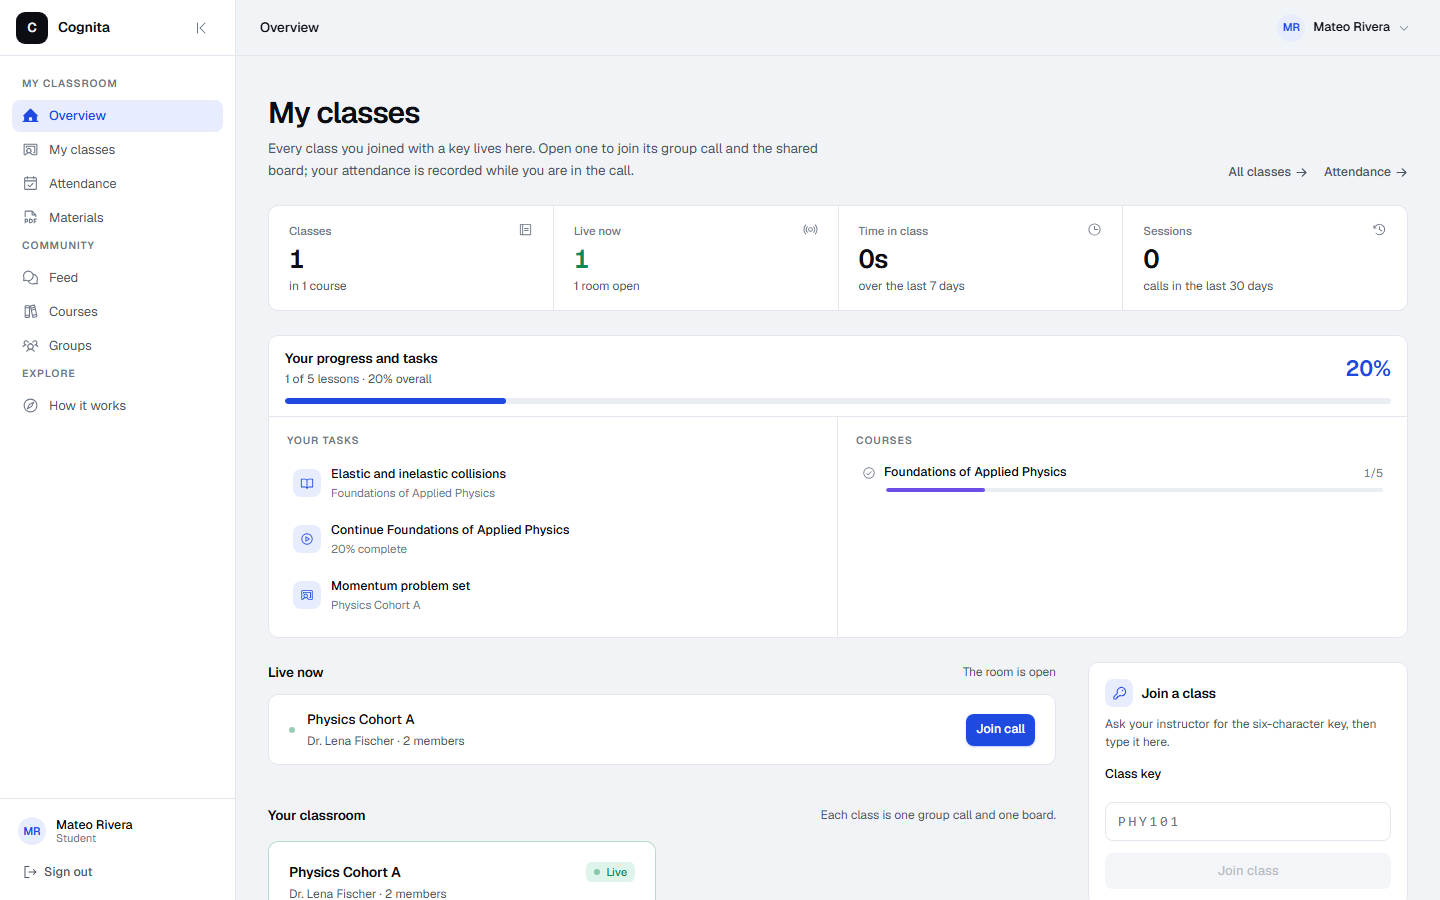 C
Cognita
MY CLASSROOM
Overview
My classes
Attendance
Materials
COMMUNITY
Feed
Courses
Groups
EXPLORE
How it works
MR
Mateo Rivera
Student
Sign out
Overview
MR
Mateo Rivera
My classes
Every class you joined with a key lives here. Open one to join its group call and the shared
board; your attendance is recorded while you are in the call.
All classes →
Attendance →
Classes
1
in 1 course
Live now
1
1 room open
Time in class
0s
over the last 7 days
Sessions
0
calls in the last 30 days
Your progress and tasks
1 of 5 lessons · 20% overall
20%
YOUR TASKS
Elastic and inelastic collisions
Foundations of Applied Physics
Continue Foundations of Applied Physics
20% complete
Momentum problem set
Physics Cohort A
COURSES
Foundations of Applied Physics
1/5
Live now
The room is open
Physics Cohort A
Dr. Lena Fischer · 2 members
Join call
Your classroom
Each class is one group call and one board.
Physics Cohort A
Live
Dr. Lena Fischer · 2 members
Join a class
Ask your instructor for the six-character key, then
type it here.
Class key
PHY101
Join class